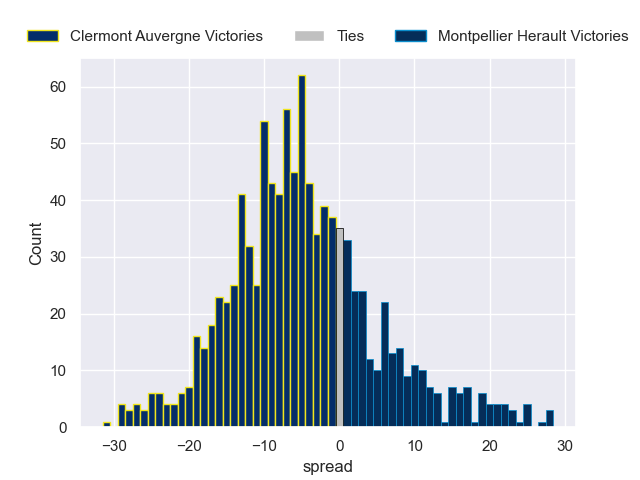 Clermont Auvergne Victories Ties Montpellier Herault Victories
60
50
40
30
20
10
0
Count
−30 −20 −10 0 10 20 30
spread